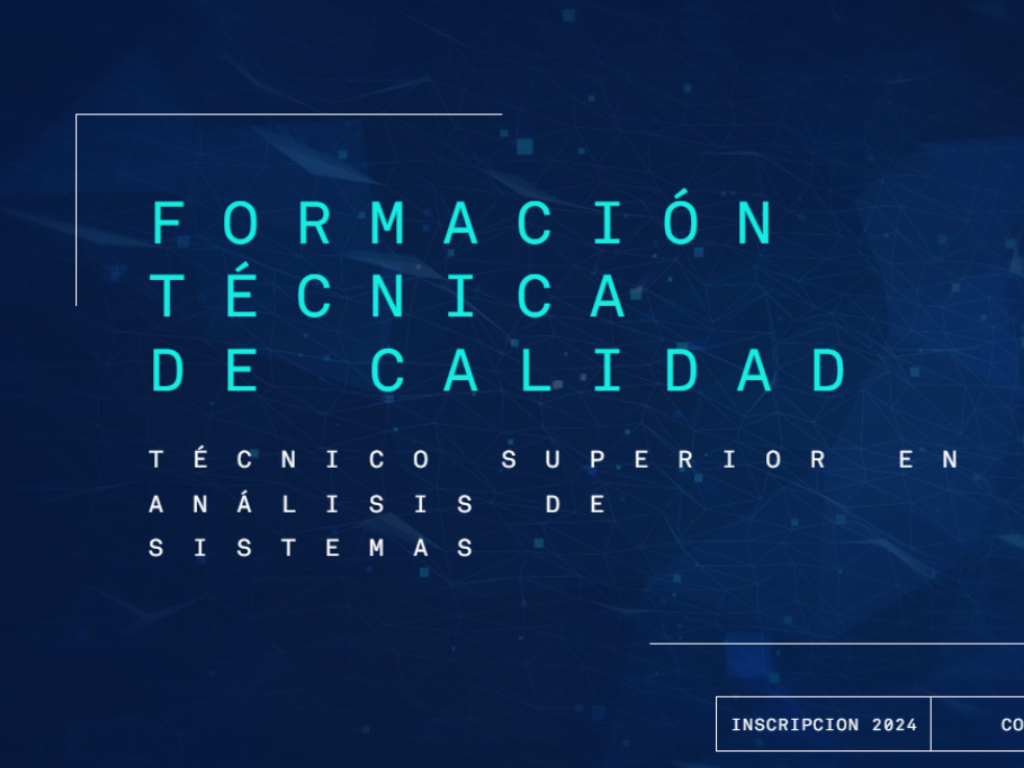 FORMACIÓN
TÉCNICA
DE CALIDAD
TÉCNICO SUPERIOR EN
ANÁLISIS DE
SISTEMAS
INSCRIPCION 2024